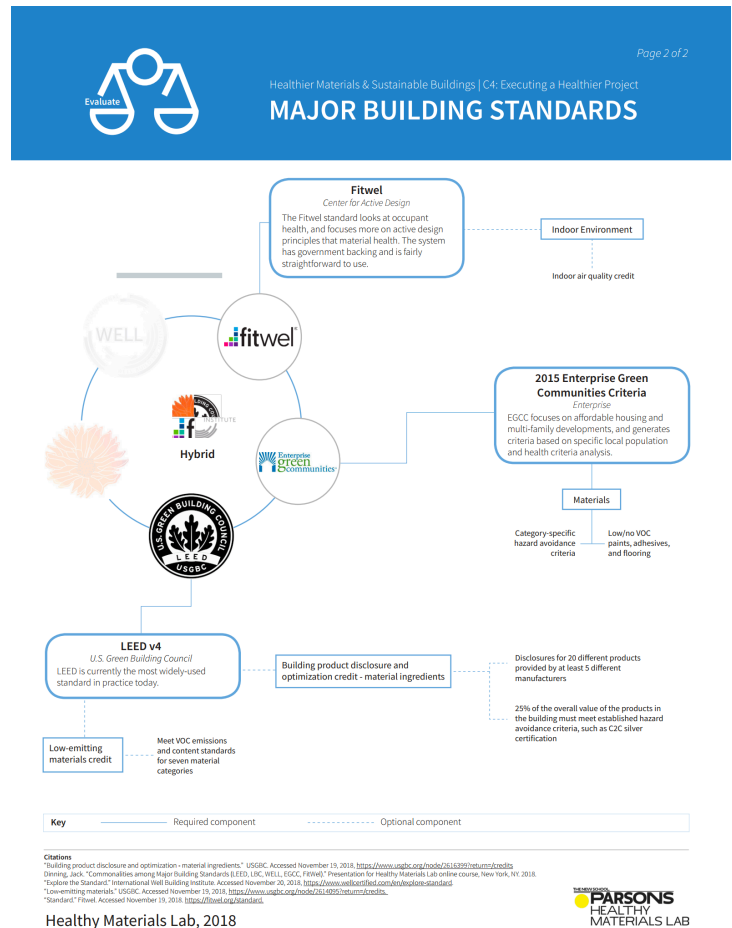 Page 2 of 2
Evaluate
Healthier Materials & Sustainable Buildings | C4: Executing a Healthier Project
MAJOR BUILDING STANDARDS
Fitwel
Center for Active Design
The Fitwel standard looks at occupant
health, and focuses more on active design
principles that material health. The system
has government backing and is fairly
straightforward to use.
Indoor Environment
Indoor air quality credit
WELL
fitwel®
2015 Enterprise Green
Communities Criteria
Enterprise
EGCC focuses on affordable housing and
multi-family developments, and generates
criteria based on specific local population
and health criteria analysis.
INSTITUTE
Hybrid
Enterprise
green
communities®
Materials
Category-specific
hazard avoidance
criteria
Low/no VOC
paints, adhesives,
and flooring
U.S. GREEN BUILDING COUNCIL
LEED
USGBC
LEED v4
U.S. Green Building Council
LEED is currently the most widely-used
standard in practice today.
Building product disclosure and
optimization credit - material ingredients
Disclosures for 20 different products
provided by at least 5 different
manufacturers
25% of the overall value of the products in
the building must meet established hazard
avoidance criteria, such as C2C silver
certification
Low-emitting
materials credit
Meet VOC emissions
and content standards
for seven material
categories
Key
Required component
Optional component
Citations
"Building product disclosure and optimization - material ingredients." USGBC. Accessed November 19, 2018, https://www.usgbc.org/node/2616399?return=/credits
Dinning, Jack. "Commonalities among Major Building Standards (LEED, LBC, WELL, EGCC, FitWel)." Presentation for Healthy Materials Lab online course, New York, NY. 2018.
"Explore the Standard." International Well Building Institute. Accessed November 20, 2018, https://www.wellcertified.com/en/explore-standard.
"Low-emitting materials." USGBC. Accessed November 19, 2018, https://www.usgbc.org/node/2614095?return=/credits.
"Standard." Fitwel. Accessed November 19, 2018. https://fitwel.org/standard.
Healthy Materials Lab, 2018
THE NEW SCHOOL
PARSONS
HEALTHY
MATERIALS LAB